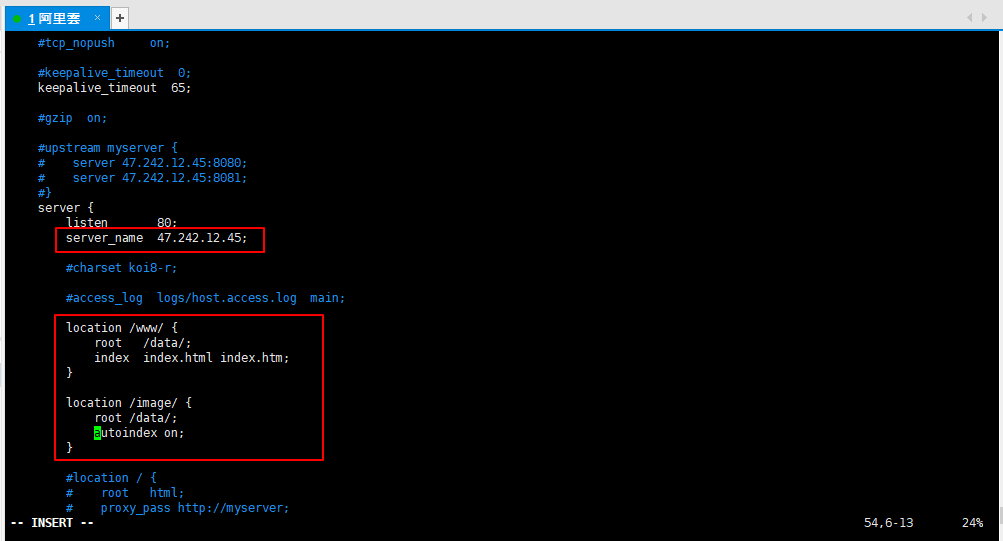 1 阿里雲 × +
#tcp_nopush     on;
#keepalive_timeout  0;
keepalive_timeout  65;
#gzip  on;
#upstream myserver {
#    server 47.242.12.45:8080;
#    server 47.242.12.45:8081;
#}
server {
listen       80;
server_name  47.242.12.45;
#charset koi8-r;
#access_log  logs/host.access.log  main;
location /www/ {
root   /data/;
index  index.html index.htm;
}
location /image/ {
root /data/;
autoindex on;
}
#location / {
#    root   html;
#    proxy_pass http://myserver;
-- INSERT --                    54,6-13       24%